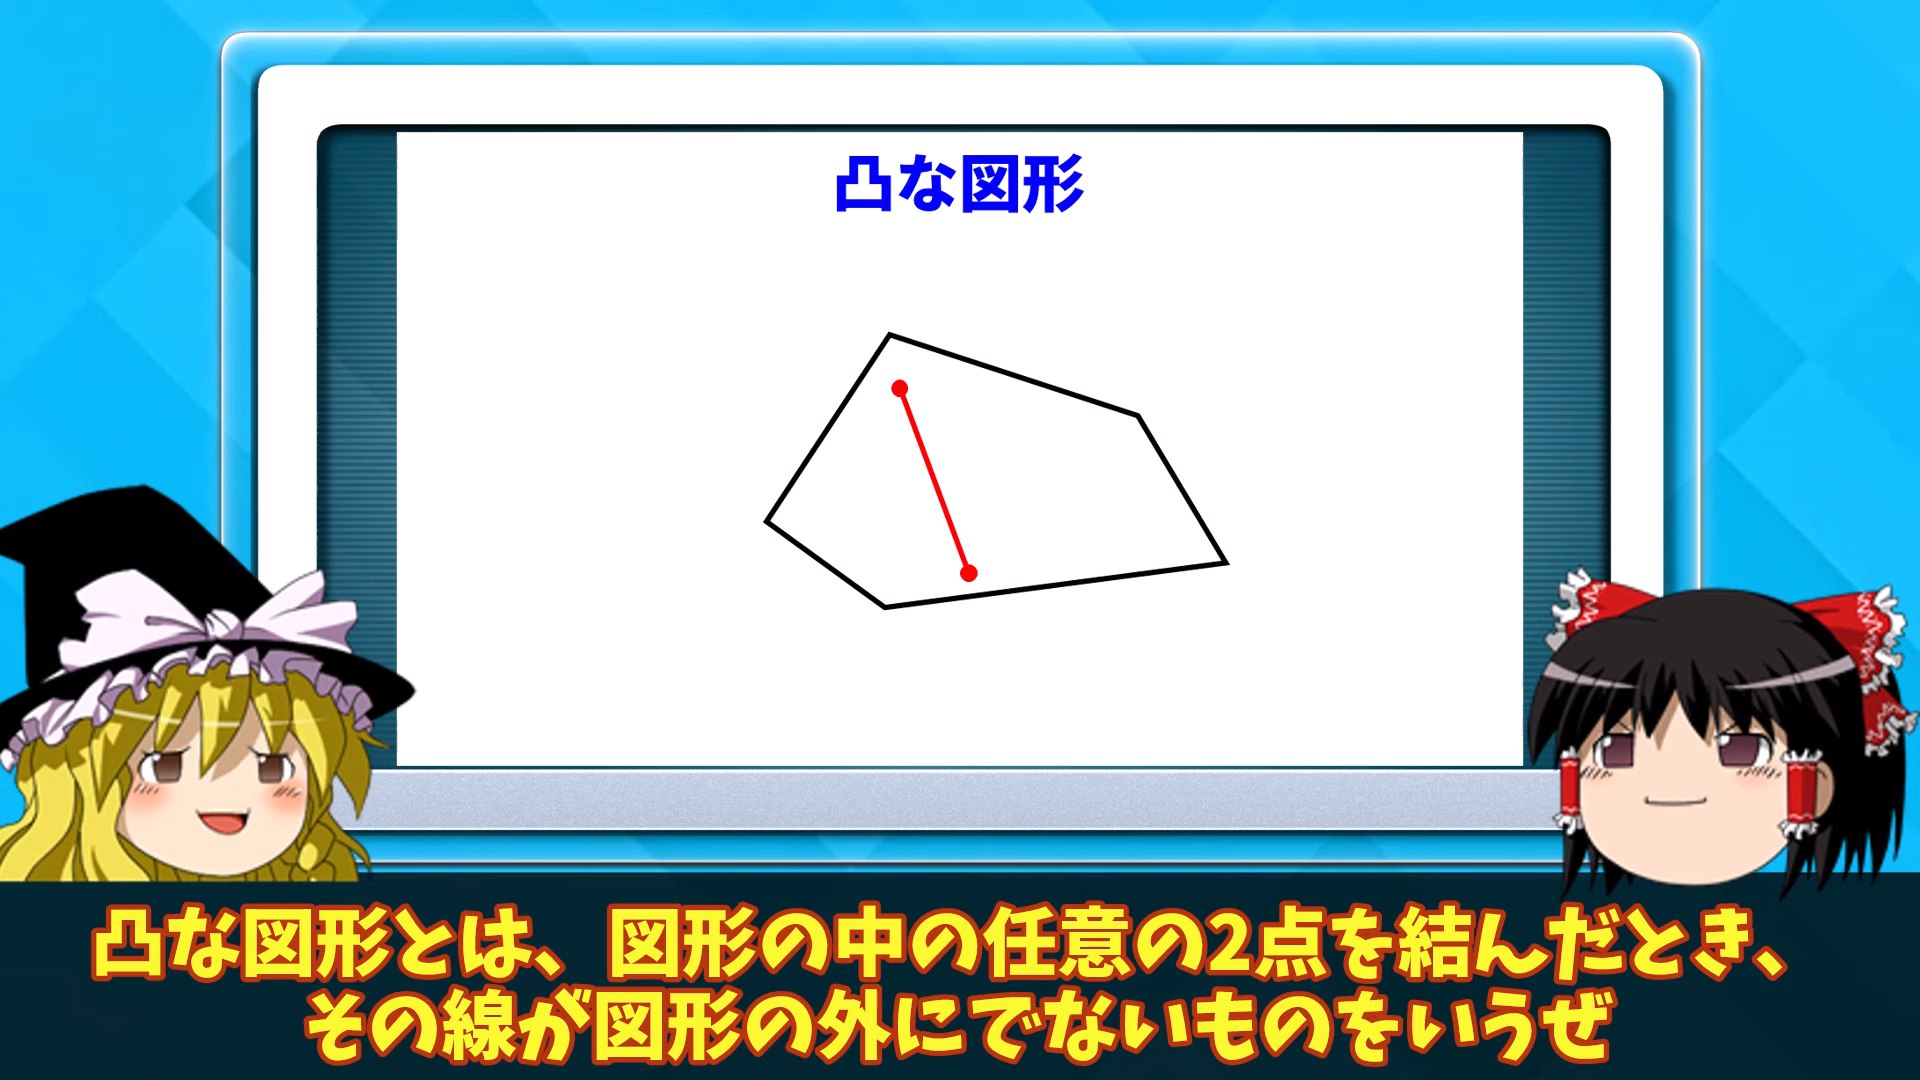 凸な図形
凸な図形とは、図形の中の任意の2点を結んだとき、
その線が図形の外にでないものをいうぜ